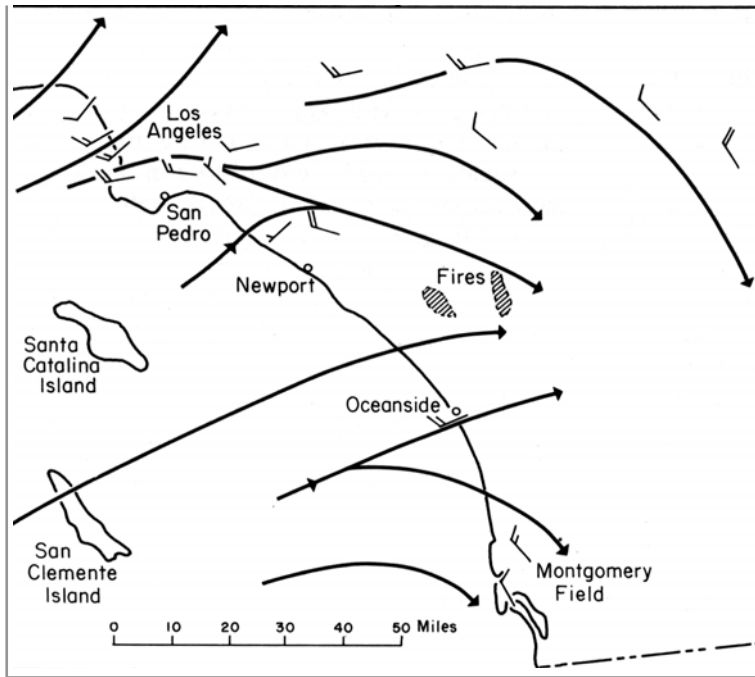 Los
Angeles
San
Pedro
Newport
Fires
Santa
Catalina
Island
Oceanside
San
Clemente
Island
Montgomery
Field
0 10 20 30 40 50 Miles